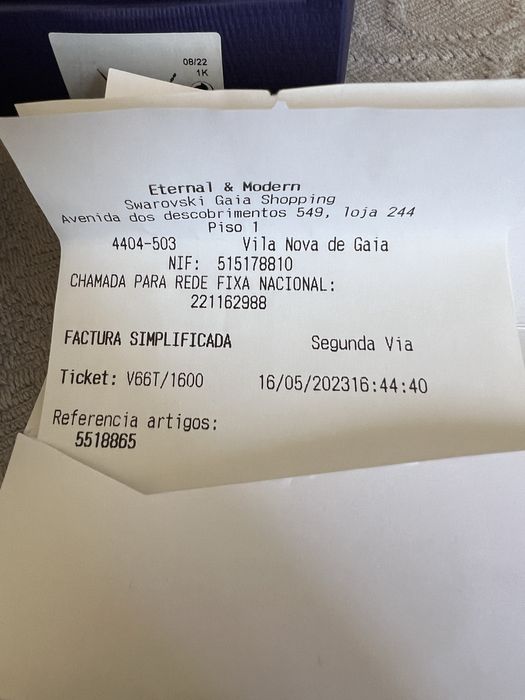 08/22
1K
Eternal & Modern
Swarovski Gaia Shopping
Avenida dos descobrimentos 549, loja 244
Piso 1
4404-503 Vila Nova de Gaia
NIF: 515178810
CHAMADA PARA REDE FIXA NACIONAL:
221162988
FACTURA SIMPLIFICADA Segunda Via
Ticket: V66T/1600 16/05/202316:44:40
Referencia artigos:
5518865